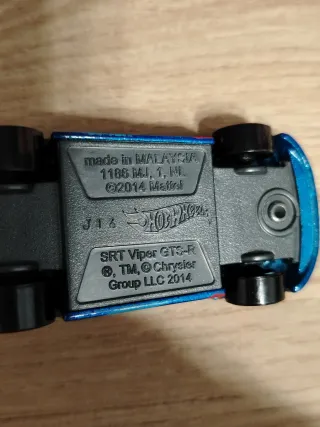 made in MALAYSIA
1186 MJ, 1, NL
©2014 Mattel
J12 HOT WHEELS
SRT Viper GTS-R
®, TM, © Chrysler
Group LLC 2014